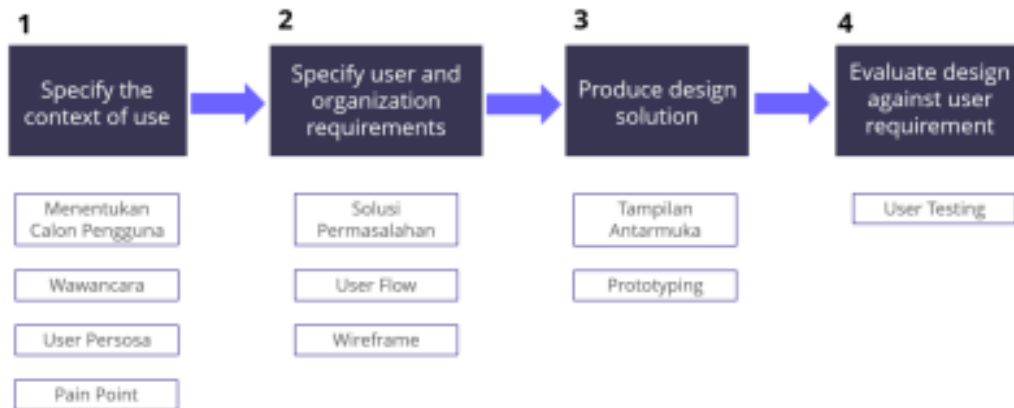 1
Specify the
context of use
Menentukan
Calon Pengguna
Wawancara
User Persosa
Pain Point
2
Specify user and
organization
requirements
Solusi
Permasalahan
User Flow
Wireframe
3
Produce design
solution
Tampilan
Antarmuka
Prototyping
4
Evaluate design
against user
requirement
User Testing